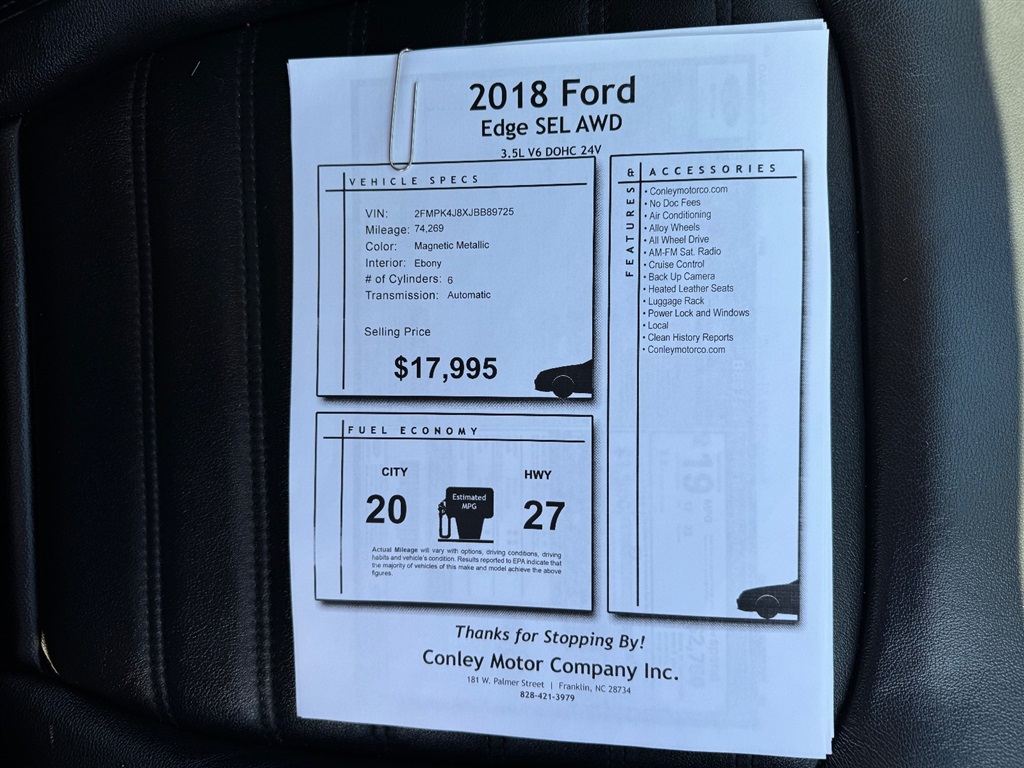 2018 Ford
Edge SEL AWD
3.5L V6 DOHC 24V
VEHICLE SPECS
VIN: 2FMPK4J8XJBB89725
Mileage: 74,269
Color: Magnetic Metallic
Interior: Ebony
# of Cylinders: 6
Transmission: Automatic
Selling Price
$17,995
FUEL ECONOMY
CITY
20
Estimated
MPG
HWY
27
Actual Mileage will vary with options, driving conditions, driving
habits and vehicle's condition. Results reported to EPA indicate that
the majority of vehicles of this make and model achieve the above
figures.
FEATURES & ACCESSORIES
• Conleymotorco.com
• No Doc Fees
• Air Conditioning
• Alloy Wheels
• All Wheel Drive
• AM-FM Sat. Radio
• Cruise Control
• Back Up Camera
• Heated Leather Seats
• Luggage Rack
• Power Lock and Windows
• Local
• Clean History Reports
• Conleymotorco.com
Thanks for Stopping By!
Conley Motor Company Inc.
181 W. Palmer Street | Franklin, NC 28734
828-421-3979